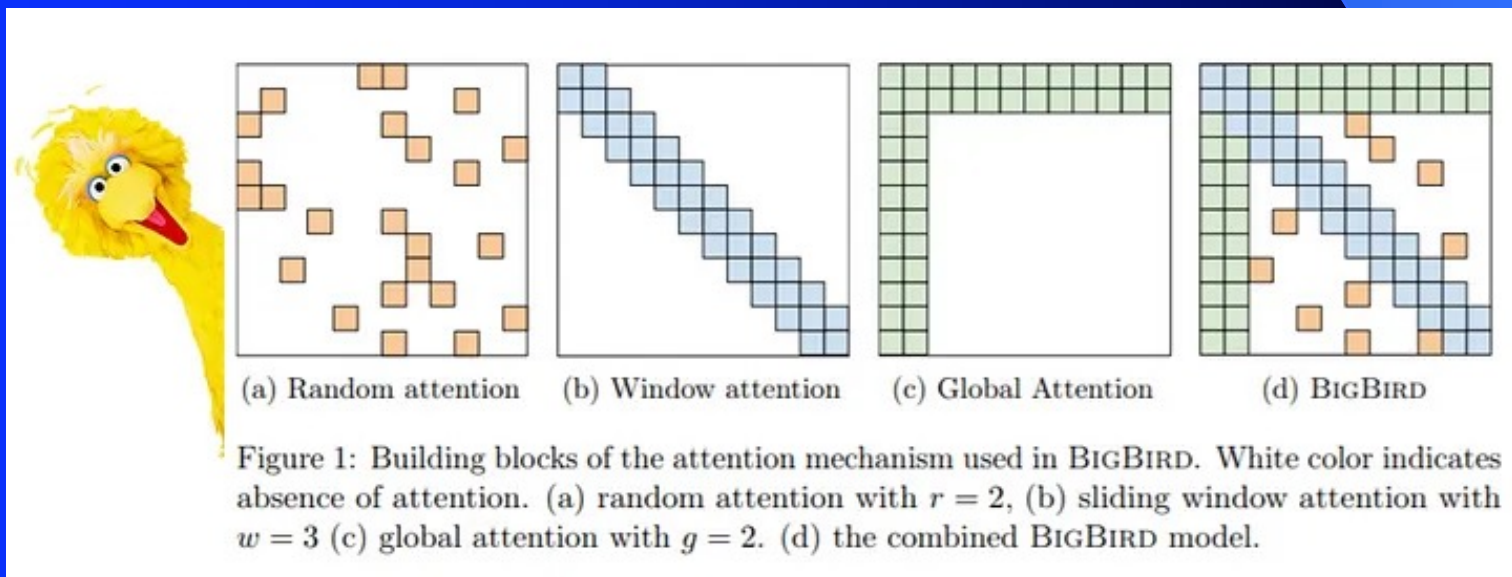 (a) Random attention
(b) Window attention
(c) Global Attention
(d) BIGBIRD
Figure 1: Building blocks of the attention mechanism used in BIGBIRD. White color indicates
absence of attention. (a) random attention with r = 2, (b) sliding window attention with
w = 3 (c) global attention with g = 2. (d) the combined BIGBIRD model.